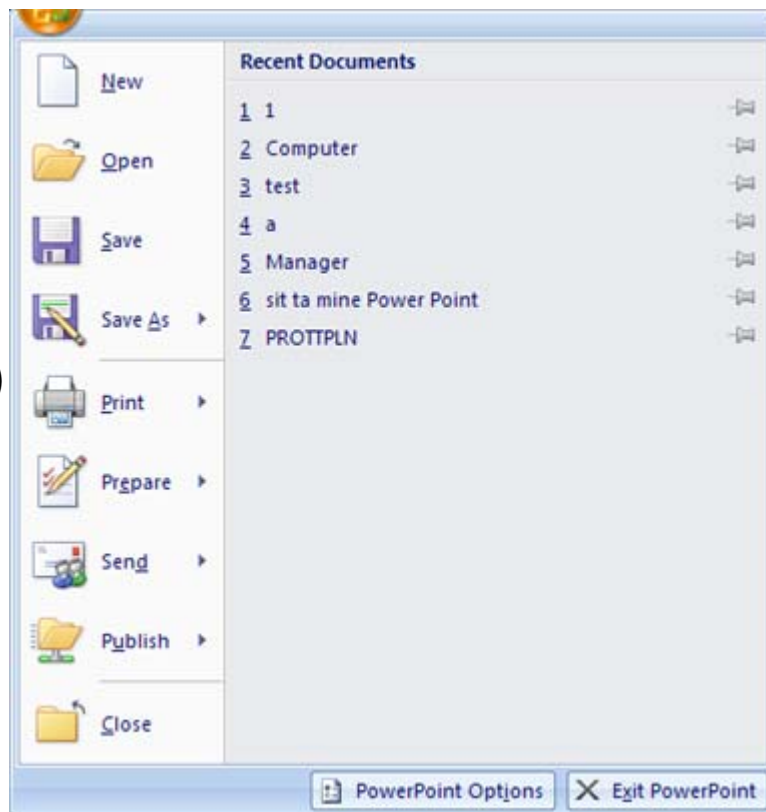 New
Open
Save
Save As
Print
Prepare
Send
Publish
Close
Recent Documents
1 1
2 Computer
3 test
4 a
5 Manager
6 sit ta mine Power Point
7 PROTTPLN
PowerPoint Options
Exit PowerPoint
)